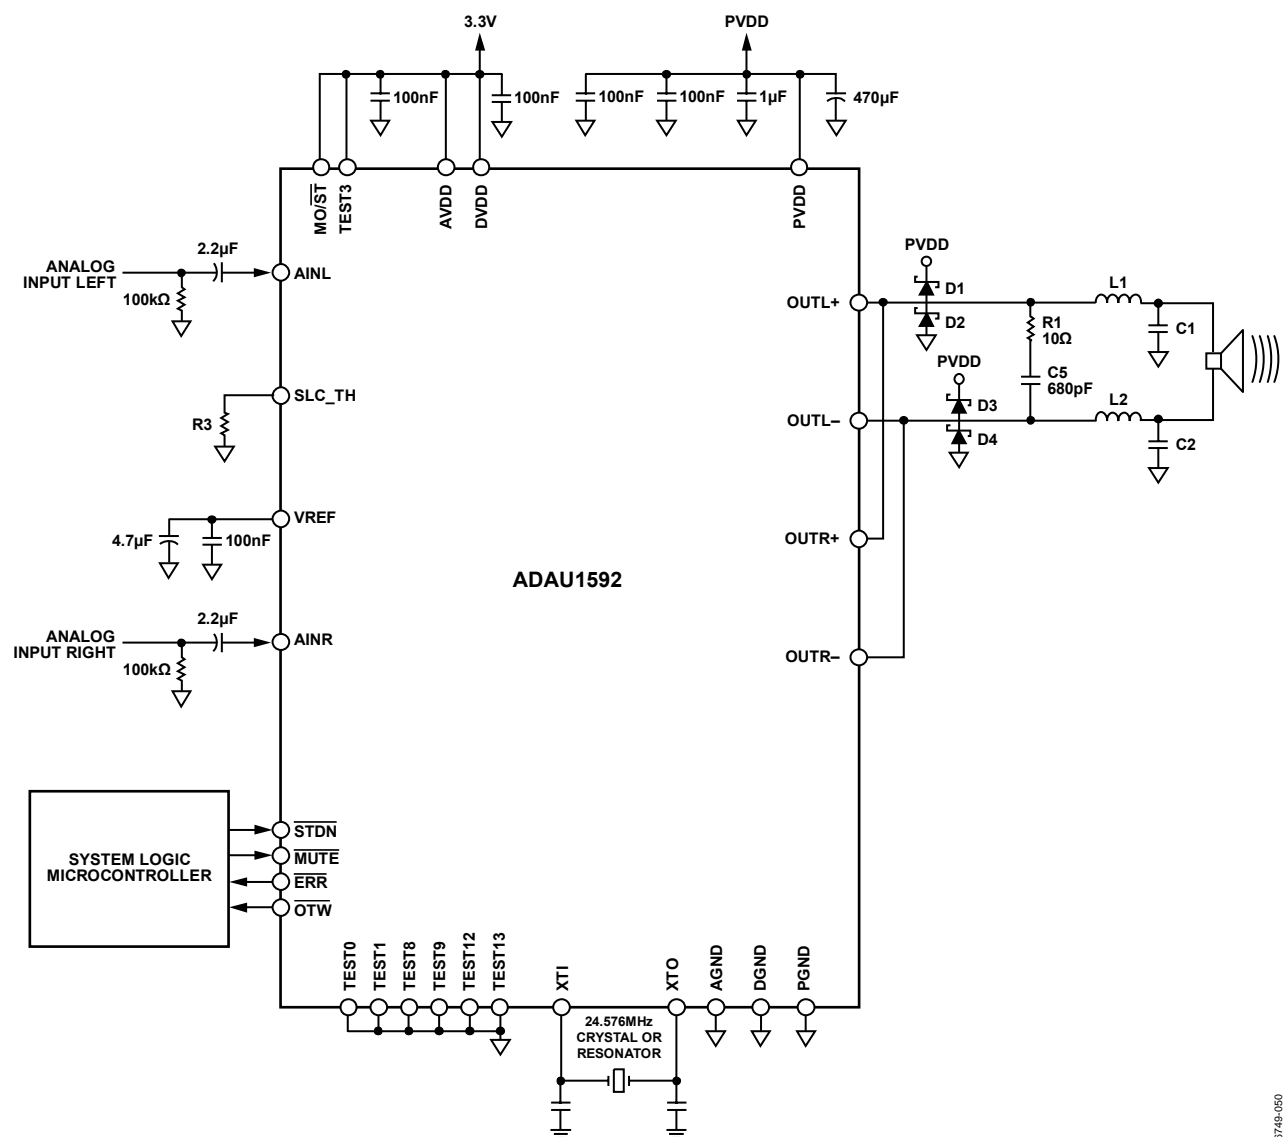 3.3V
PVDD
100nF
100nF
100nF
100nF
1µF
470µF
MO/ST
TEST3
AVDD
DVDD
PVDD
ANALOG
INPUT LEFT
2.2µF
100kΩ
AINL
PVDD
D1
D2
OUTL+
L1
C1
R1
10Ω
C5
680pF
PVDD
D3
D4
OUTL–
L2
C2
SLC_TH
R3
VREF
4.7µF
100nF
OUTR+
ADAU1592
ANALOG
INPUT RIGHT
2.2µF
100kΩ
AINR
OUTR–
SYSTEM LOGIC
MICROCONTROLLER
STDN
MUTE
ERR
OTW
TEST0
TEST1
TEST8
TEST9
TEST12
TEST13
XTI
XTO
AGND
DGND
PGND
24.576MHz
CRYSTAL OR
RESONATOR